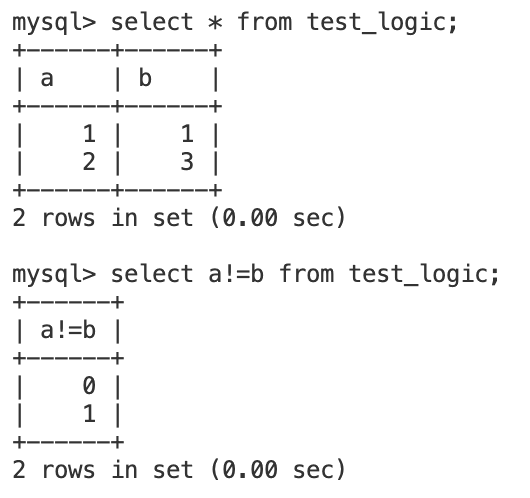 mysql> select * from test_logic;
+------+------+
| a    | b    |
+------+------+
|    1 |    1 |
|    2 |    3 |
+------+------+
2 rows in set (0.00 sec)

mysql> select a!=b from test_logic;
+------+
| a!=b |
+------+
|    0 |
|    1 |
+------+
2 rows in set (0.00 sec)